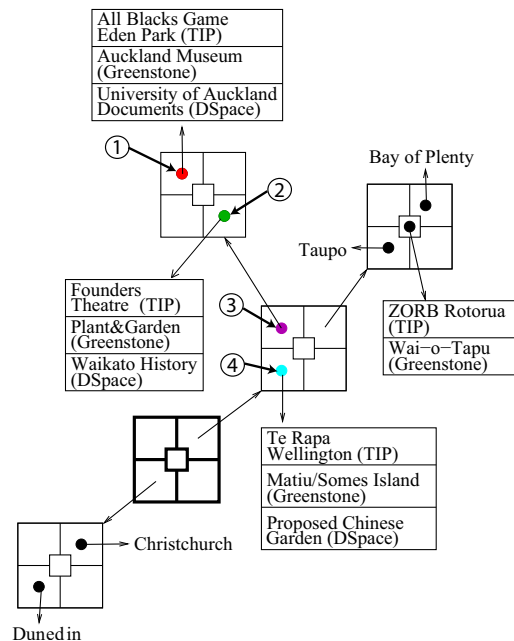 All Blacks Game
Eden Park (TIP)
Auckland Museum
(Greenstone)
University of Auckland
Documents (DSpace)
1
2
Bay of Plenty
Taupo
Founders
Theatre (TIP)
Plant&Garden
(Greenstone)
Waikato History
(DSpace)
3
4
ZORB Rotorua
(TIP)
Wai-o-Tapu
(Greenstone)
Te Rapa
Wellington (TIP)
Matiu/Somes Island
(Greenstone)
Proposed Chinese
Garden (DSpace)
Christchurch
Dunedin